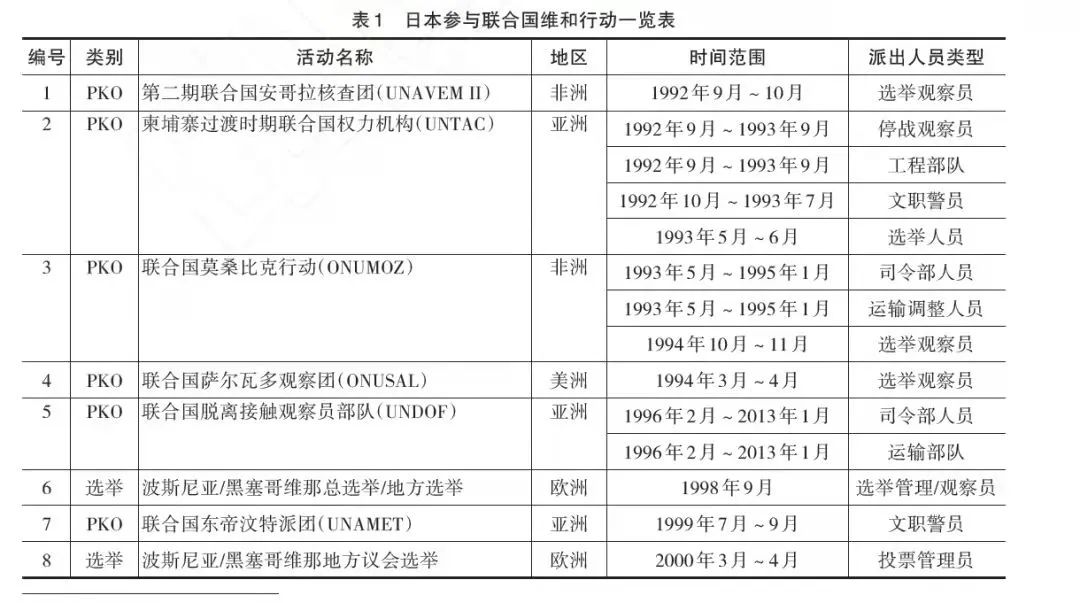 表1 日本参与联合国维和行动一览表
编号 类别 活动名称 地区 时间范围 派出人员类型
1 PKO 第二期联合国安哥拉核查团(UNAVEM II) 非洲 1992年9月~10月 选举观察员
2 PKO 柬埔寨过渡时期联合国权力机构(UNTAC) 亚洲 1992年9月~1993年9月 停战观察员
1992年9月~1993年9月 工程部队
1992年10月~1993年7月 文职警员
1993年5月~6月 选举人员
3 PKO 联合国莫桑比克行动(ONUMOZ) 非洲 1993年5月~1995年1月 司令部人员
1993年5月~1995年1月 运输调整人员
1994年10月~11月 选举观察员
4 PKO 联合国萨尔瓦多观察团(ONUSAL) 美洲 1994年3月~4月 选举观察员
5 PKO 联合国脱离接触观察员部队(UNDOF) 亚洲 1996年2月~2013年1月 司令部人员
1996年2月~2013年1月 运输部队
6 选举 波斯尼亚/黑塞哥维那总选举/地方选举 欧洲 1998年9月 选举管理/观察员
7 PKO 联合国东帝汶特派团(UNAMET) 亚洲 1999年7月~9月 文职警员
8 选举 波斯尼亚/黑塞哥维那地方议会选举 欧洲 2000年3月~4月 投票管理员